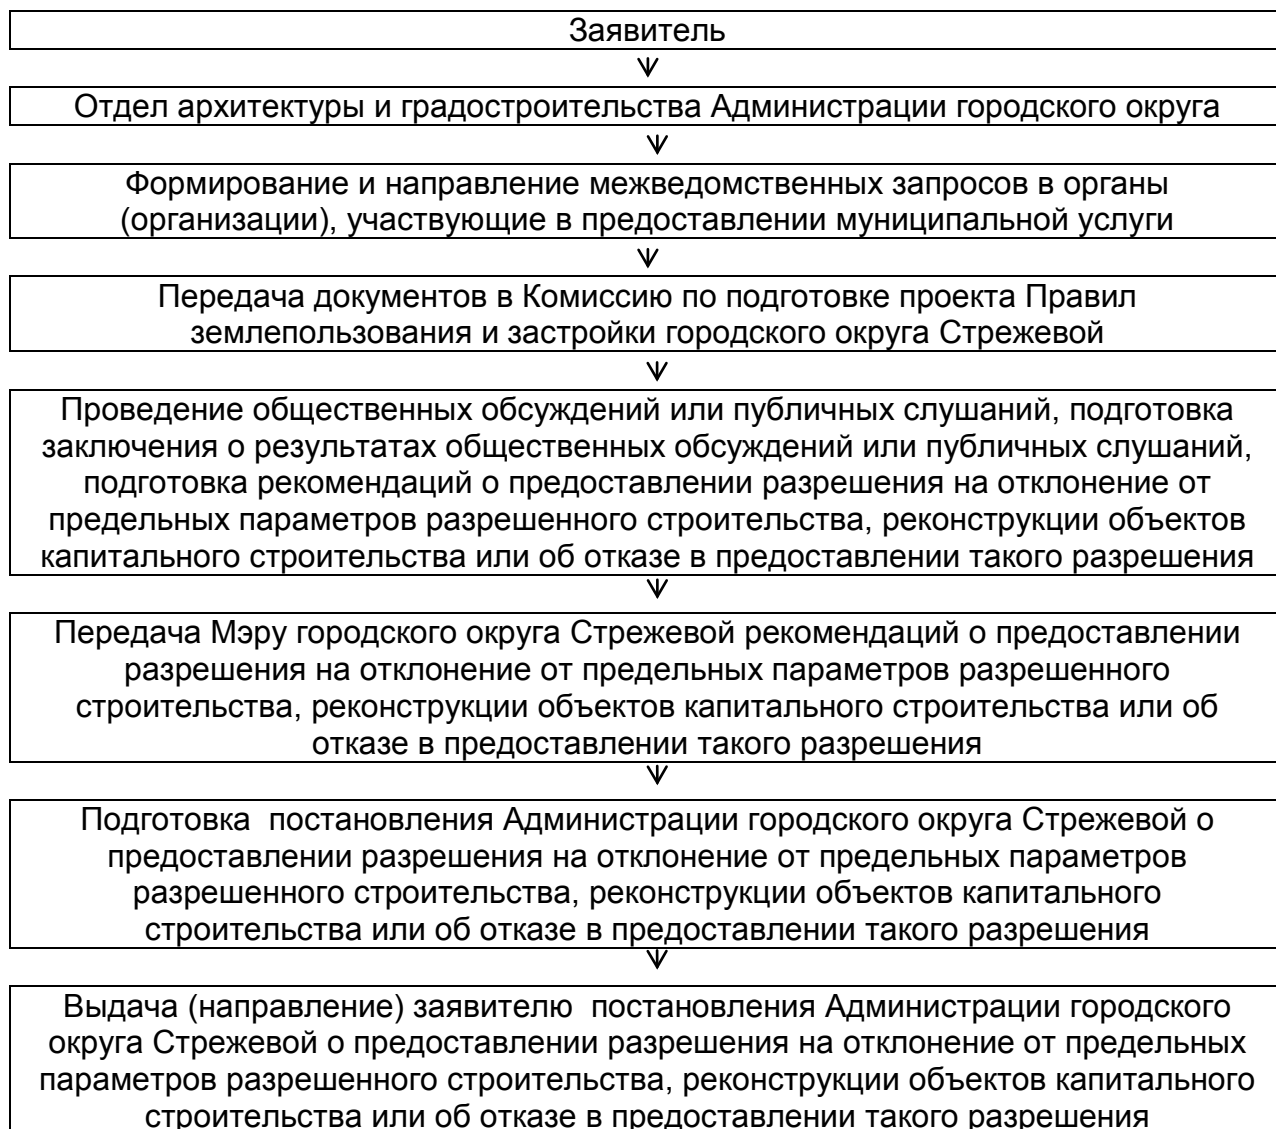 Заявитель
Отдел архитектуры и градостроительства Администрации городского округа
Формирование и направление межведомственных запросов в органы
(организации), участвующие в предоставлении муниципальной услуги
Передача документов в Комиссию по подготовке проекта Правил
землепользования и застройки городского округа Стрежевой
Проведение общественных обсуждений или публичных слушаний, подготовка
заключения о результатах общественных обсуждений или публичных слушаний,
подготовка рекомендаций о предоставлении разрешения на отклонение от
предельных параметров разрешенного строительства, реконструкции объектов
капитального строительства или об отказе в предоставлении такого разрешения
Передача Мэру городского округа Стрежевой рекомендаций о предоставлении
разрешения на отклонение от предельных параметров разрешенного
строительства, реконструкции объектов капитального строительства или об
отказе в предоставлении такого разрешения
Подготовка постановления Администрации городского округа Стрежевой о
предоставлении разрешения на отклонение от предельных параметров
разрешенного строительства, реконструкции объектов капитального
строительства или об отказе в предоставлении такого разрешения
Выдача (направление) заявителю постановления Администрации городского
округа Стрежевой о предоставлении разрешения на отклонение от предельных
параметров разрешенного строительства, реконструкции объектов капитального
строительства или об отказе в предоставлении такого разрешения